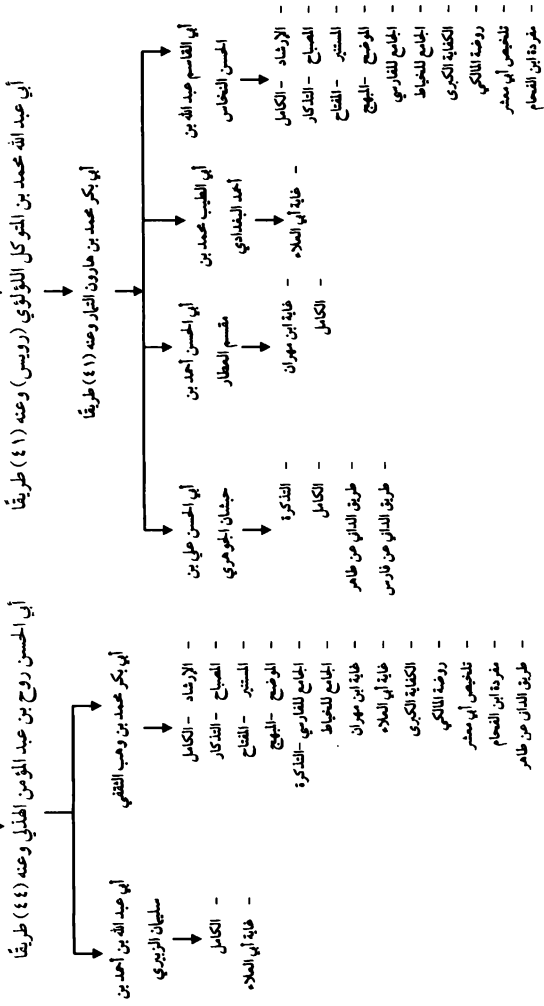 أبي عبد الله محمد بن المتوكل اللؤلؤي (رويس) وعنه (٤١) طريقًا
أبي بكر محمد بن هارون التمار وعنه (٤١) طريقًا
أبي القاسم عبد الله بن
الحسن النخاس
- الإرشاد - الكامل
- المصباح - التذكار
- المستنير - المفتاح
- الموضح - المبهج
- الجامع للفارسي
- الجامع للخياط
- الكفاية الكبرى
- روضة المالكي
- تلخيص أبي معشر
- مفردة ابن الفحام
أبي الطيب محمد بن
أحمد البغدادي
- غاية أبي العلاء
أبي الحسن أحمد بن
مقسم العطار
- غاية ابن مهران
- الكامل
أبي الحسن علي بن
حبشان الجوهري
- التذكرة
- الكامل
- طريق الداني عن طاهر
- طريق الداني عن فارس
أبي الحسن روح بن عبد المؤمن الهذلي وعنه (٤٤) طريقًا
أبي بكر محمد بن وهب الثقفي
- الإرشاد - الكامل
- المصباح - التذكار
- المستنير - المفتاح
- الموضح - المبهج
- الجامع للفارسي - التذكرة
- الجامع للخياط
- غاية ابن مهران
- غاية أبي العلاء
- الكفاية الكبرى
- روضة المالكي
- تلخيص أبي معشر
- مفردة ابن الفحام
- طريق الداني عن طاهر
أبي عبد الله بن أحمد بن
سليمان الزبيري
- الكامل
- غاية أبي العلاء